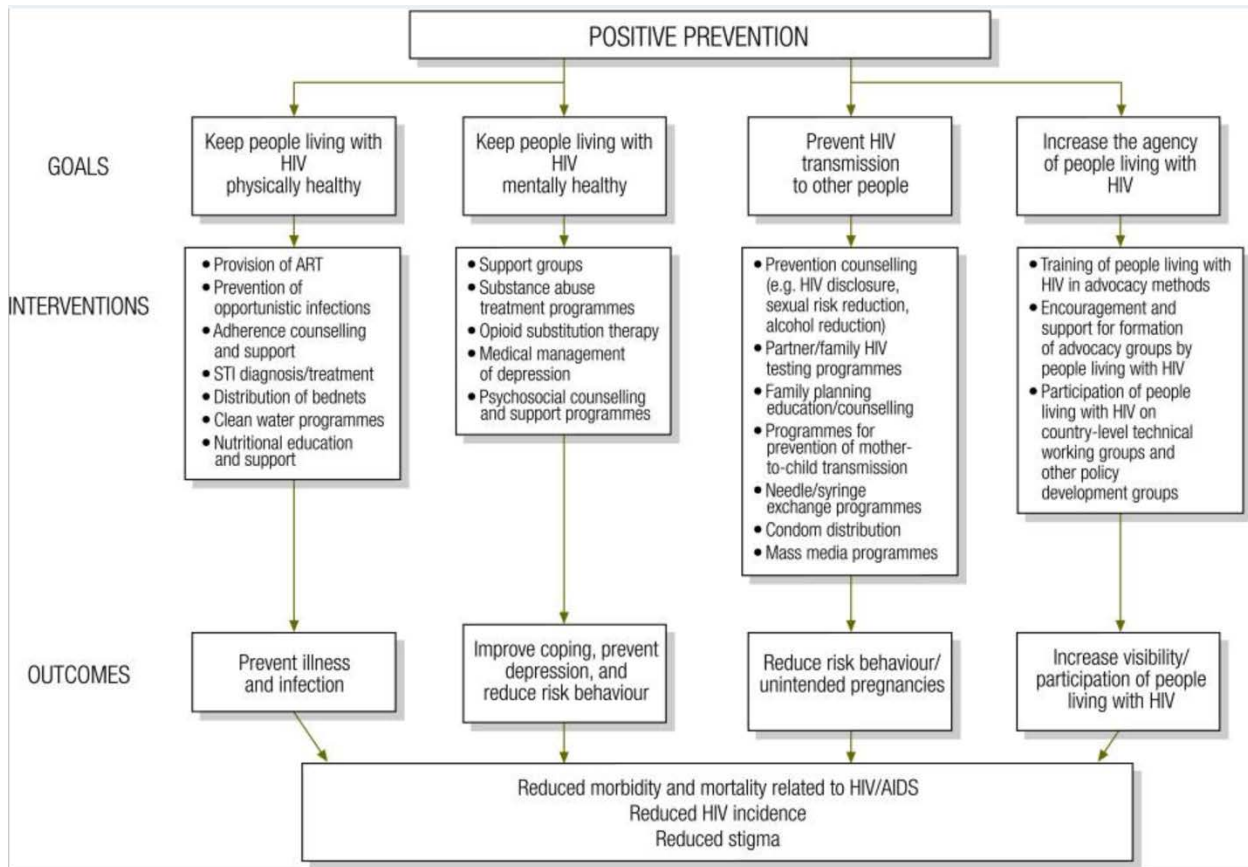 POSITIVE PREVENTION
GOALS
Keep people living with
HIV
physically healthy
Keep people living with
HIV
mentally healthy
Prevent HIV
transmission
to other people
Increase the agency
of people living with
HIV
INTERVENTIONS
• Provision of ART
• Prevention of
opportunistic infections
• Adherence counselling
and support
• STI diagnosis/treatment
• Distribution of bednets
• Clean water programmes
• Nutritional education
and support
• Support groups
• Substance abuse
treatment programmes
• Opioid substitution therapy
• Medical management
of depression
• Psychosocial counselling
and support programmes
• Prevention counselling
(e.g. HIV disclosure,
sexual risk reduction,
alcohol reduction)
• Partner/family HIV
testing programmes
• Family planning
education/counselling
• Programmes for
prevention of mother-
to-child transmission
• Needle/syringe
exchange programmes
• Condom distribution
• Mass media programmes
• Training of people living with
HIV in advocacy methods
• Encouragement and
support for formation
of advocacy groups by
people living with HIV
• Participation of people
living with HIV on
country-level technical
working groups and
other policy
development groups
OUTCOMES
Prevent illness
and infection
Improve coping, prevent
depression, and
reduce risk behaviour
Reduce risk behaviour/
unintended pregnancies
Increase visibility/
participation of people
living with HIV
Reduced morbidity and mortality related to HIV/AIDS
Reduced HIV incidence
Reduced stigma